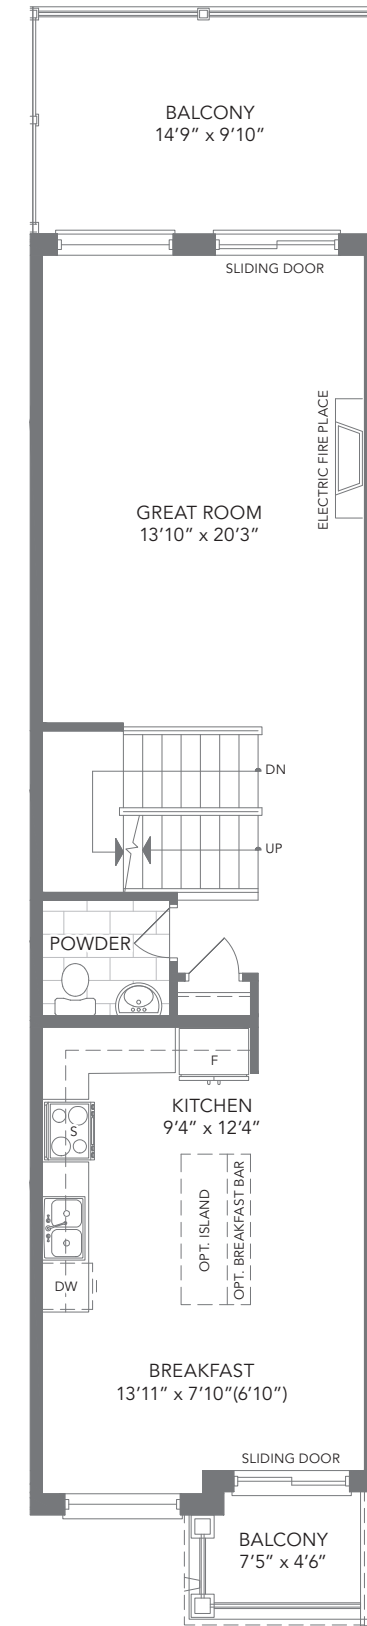 BALCONY
14'9" x 9'10"
SLIDING DOOR
ELECTRIC FIRE PLACE
GREAT ROOM
13'10" x 20'3"
DN
UP
POWDER
F
KITCHEN
9'4" x 12'4"
S
OPT. ISLAND
OPT. BREAKFAST BAR
DW
BREAKFAST
13'11" x 7'10"(6'10")
SLIDING DOOR
BALCONY
7'5" x 4'6"